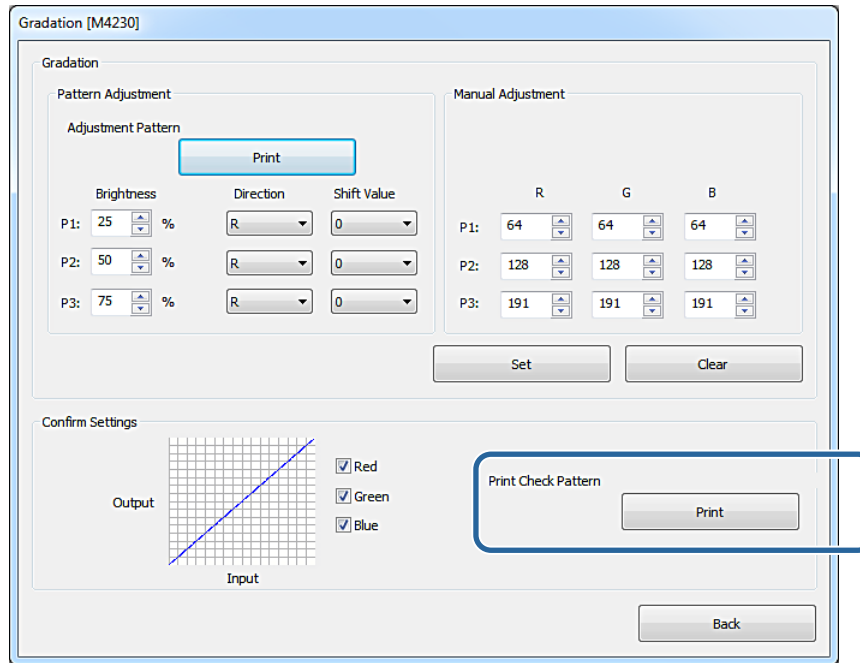 Gradation [M4230]
Gradation
Pattern Adjustment
Adjustment Pattern
Print
Brightness Direction Shift Value
P1: 25 % R 0
P2: 50 % R 0
P3: 75 % R 0
Manual Adjustment
R G B
P1: 64 64 64
P2: 128 128 128
P3: 191 191 191
Set Clear
Confirm Settings
Output
Input
Red
Green
Blue
Print Check Pattern
Print
Back